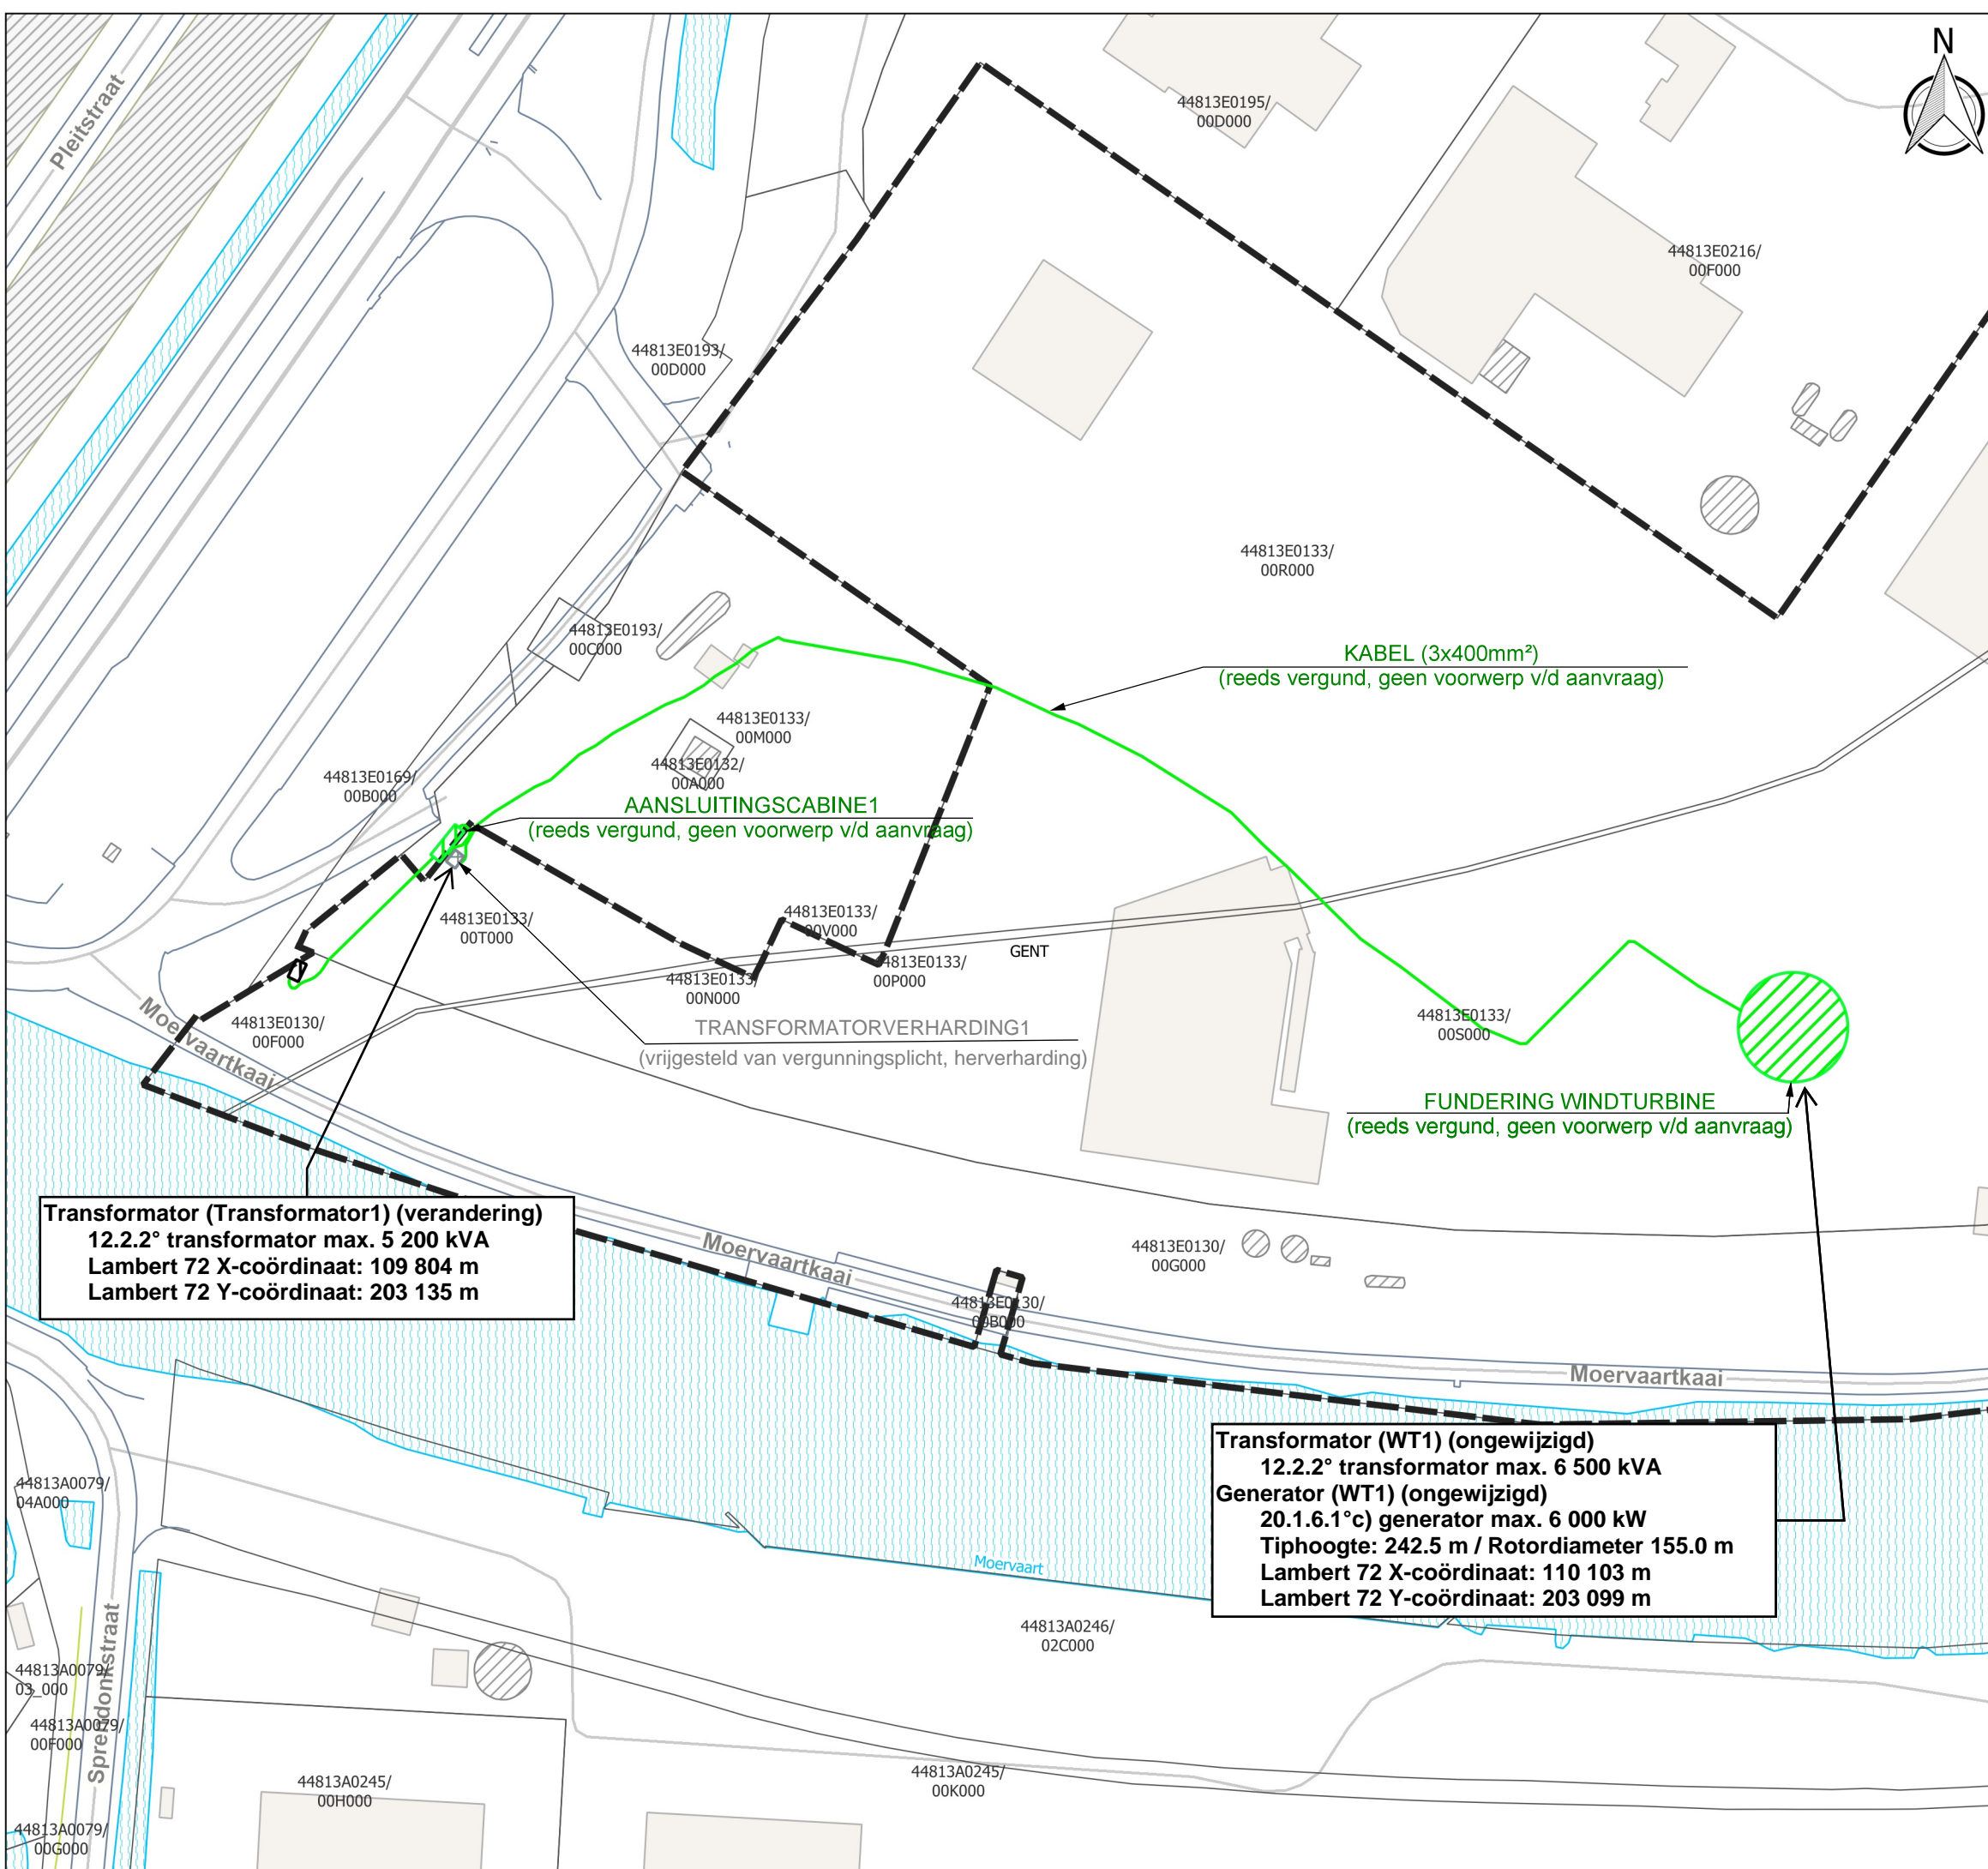 N
Pleitstraat
44813E0195/
00D000
44813E0216/
00F000
44813E0193/
00D000
44813E0133/
00R000
44813E0193/
00C000
KABEL (3x400mm²)
(reeds vergund, geen voorwerp v/d aanvraag)
44813E0133/
00M000
44813E0132/
00A000
44813E0169/
00B000
AANSLUITINGSCABINE1
(reeds vergund, geen voorwerp v/d aanvraag)
44813E0133/
00T000
44813E0133/
00V000
GENT
44813E0133/
00P000
44813E0133/
00N000
44813E0133/
00S000
Moervaartkaai
44813E0130/
00F000
TRANSFORMATORVERHARDING1
(vrijgesteld van vergunningsplicht, herverharding)
FUNDERING WINDTURBINE
(reeds vergund, geen voorwerp v/d aanvraag)
Transformator (Transformator1) (verandering)
12.2.2° transformator max. 5 200 kVA
Lambert 72 X-coördinaat: 109 804 m
Lambert 72 Y-coördinaat: 203 135 m
Moervaartkaai
44813E0130/
00G000
44813E0130/
00B000
Moervaartkaai
Transformator (WT1) (ongewijzigd)
12.2.2° transformator max. 6 500 kVA
Generator (WT1) (ongewijzigd)
20.1.6.1°c) generator max. 6 000 kW
Tiphoogte: 242.5 m / Rotordiameter 155.0 m
Lambert 72 X-coördinaat: 110 103 m
Lambert 72 Y-coördinaat: 203 099 m
44813A0079/
04A000
Moervaart
44813A0246/
02C000
44813A0079/
03_000
Sprendonkstraat
44813A0079/
00F000
44813A0245/
00H000
44813A0245/
00K000
44813A0079/
00G000